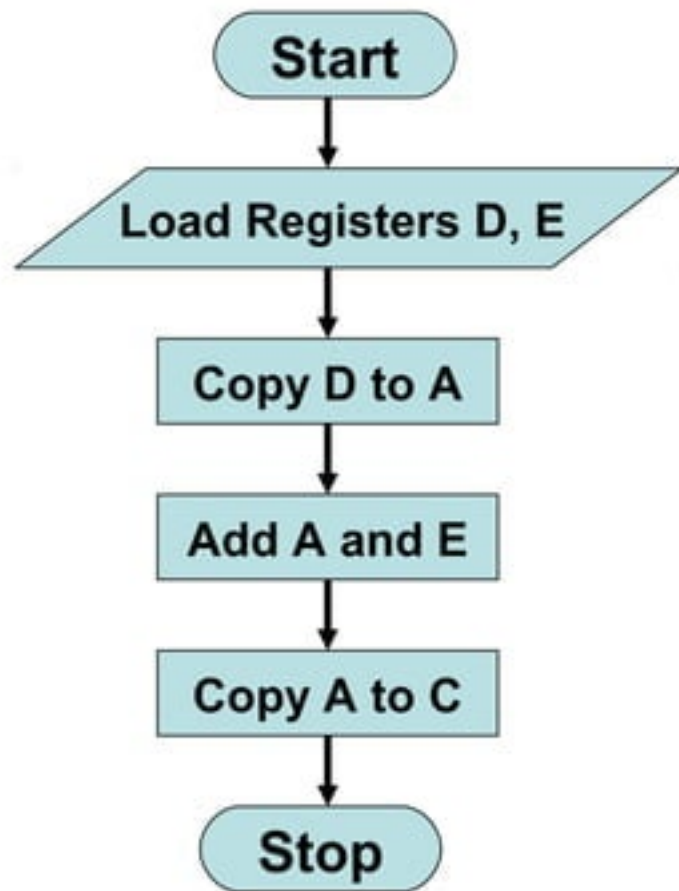 Start
Load Registers D, E
Copy D to A
Add A and E
Copy A to C
Stop